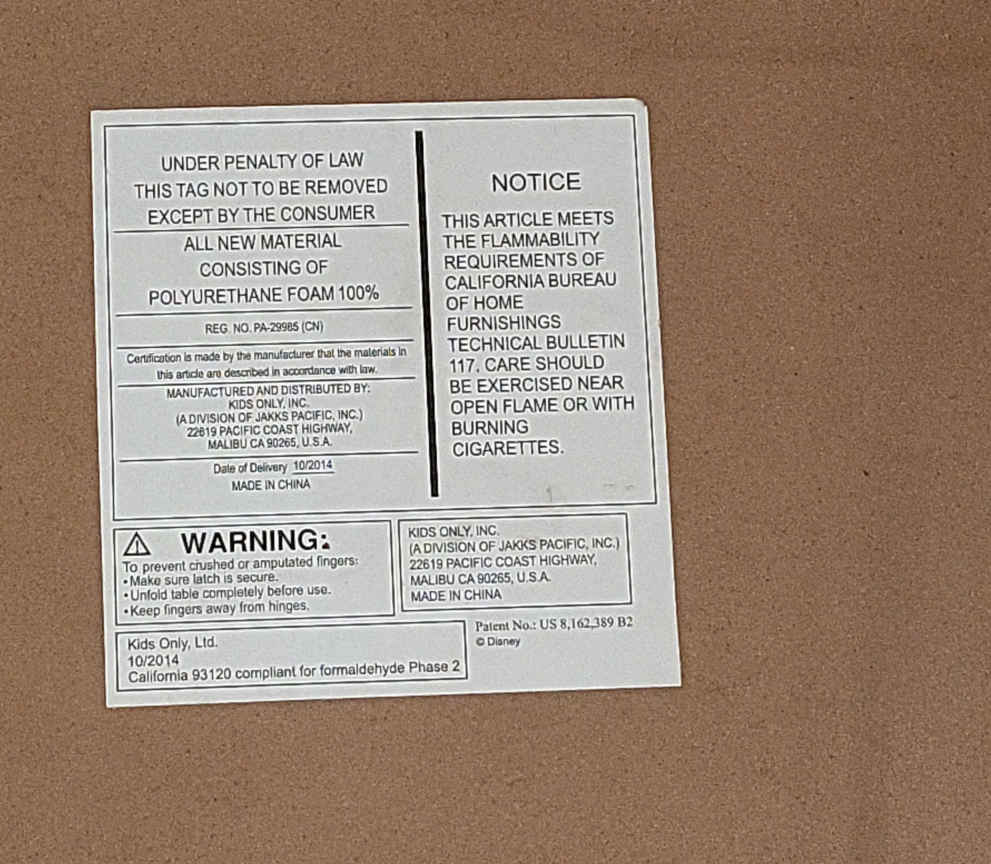 UNDER PENALTY OF LAW
THIS TAG NOT TO BE REMOVED
EXCEPT BY THE CONSUMER
ALL NEW MATERIAL
CONSISTING OF
POLYURETHANE FOAM 100%
REG. NO. PA-29985 (CN)
Certification is made by the manufacturer that the materials in
this article are described in accordance with law.
MANUFACTURED AND DISTRIBUTED BY:
KIDS ONLY, INC.
(A DIVISION OF JAKKS PACIFIC, INC.)
22619 PACIFIC COAST HIGHWAY,
MALIBU CA 90265, U.S.A.
Date of Delivery 10/2014
MADE IN CHINA
NOTICE
THIS ARTICLE MEETS
THE FLAMMABILITY
REQUIREMENTS OF
CALIFORNIA BUREAU
OF HOME
FURNISHINGS
TECHNICAL BULLETIN
117. CARE SHOULD
BE EXERCISED NEAR
OPEN FLAME OR WITH
BURNING
CIGARETTES.
WARNING:
To prevent crushed or amputated fingers:
• Make sure latch is secure.
• Unfold table completely before use.
• Keep fingers away from hinges.
KIDS ONLY, INC.
(A DIVISION OF JAKKS PACIFIC, INC.)
22619 PACIFIC COAST HIGHWAY,
MALIBU CA 90265, U.S.A.
MADE IN CHINA
Kids Only, Ltd.
10/2014
California 93120 compliant for formaldehyde Phase 2
Patent No.: US 8,162,389 B2
© Disney